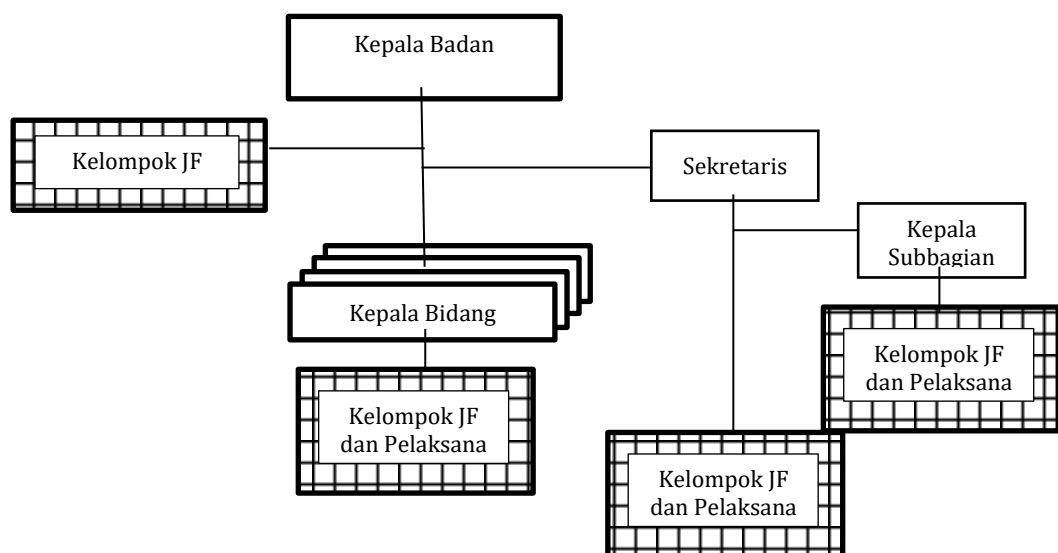 Kepala Badan
Kelompok JF
Sekretaris
Kepala
Subbagian
Kepala Bidang
Kelompok JF
dan Pelaksana
Kelompok JF
dan Pelaksana
Kelompok JF
dan Pelaksana